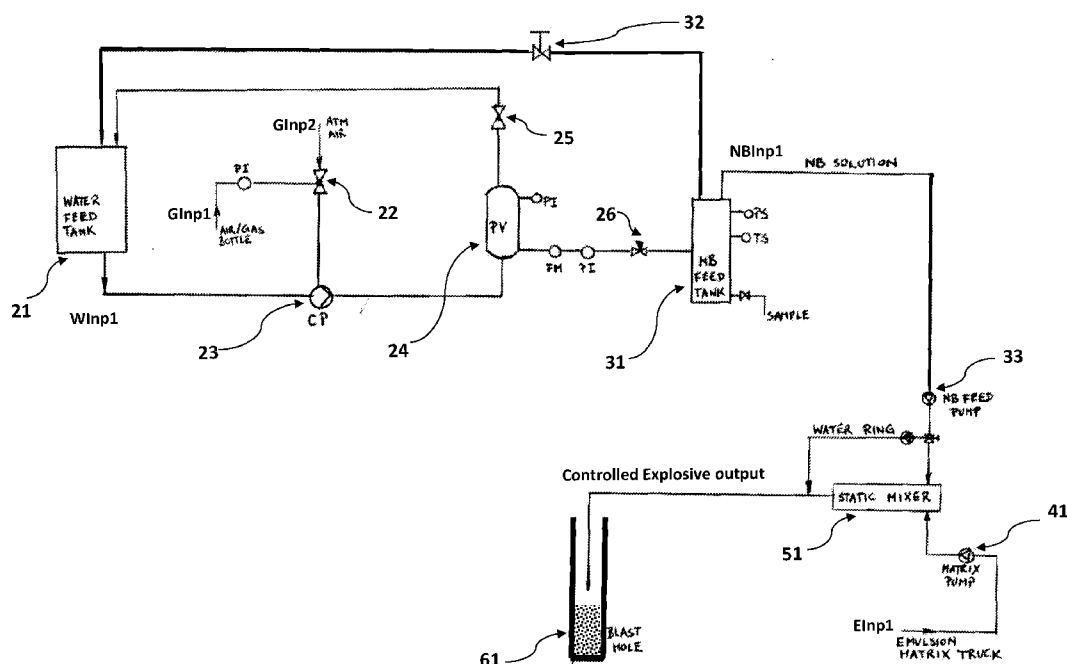 32
GInp2
ATM
AIR
25
NBInp1
NB SOLUTION
PI
WATER
FEED
TANK
22
GInp1
AIR/GAS
BOTTLE
PV
PI
26
PS
TS
FM
PI
NB
FEED
TANK
21
WInp1
23
CP
24
31
SAMPLE
33
NB FEED
PUMP
WATER RING
Controlled Explosive output
STATIC MIXER
51
41
MATRIX
PUMP
EInp1
EMULSION
MATRIX TRUCK
BLAST
HOLE
61